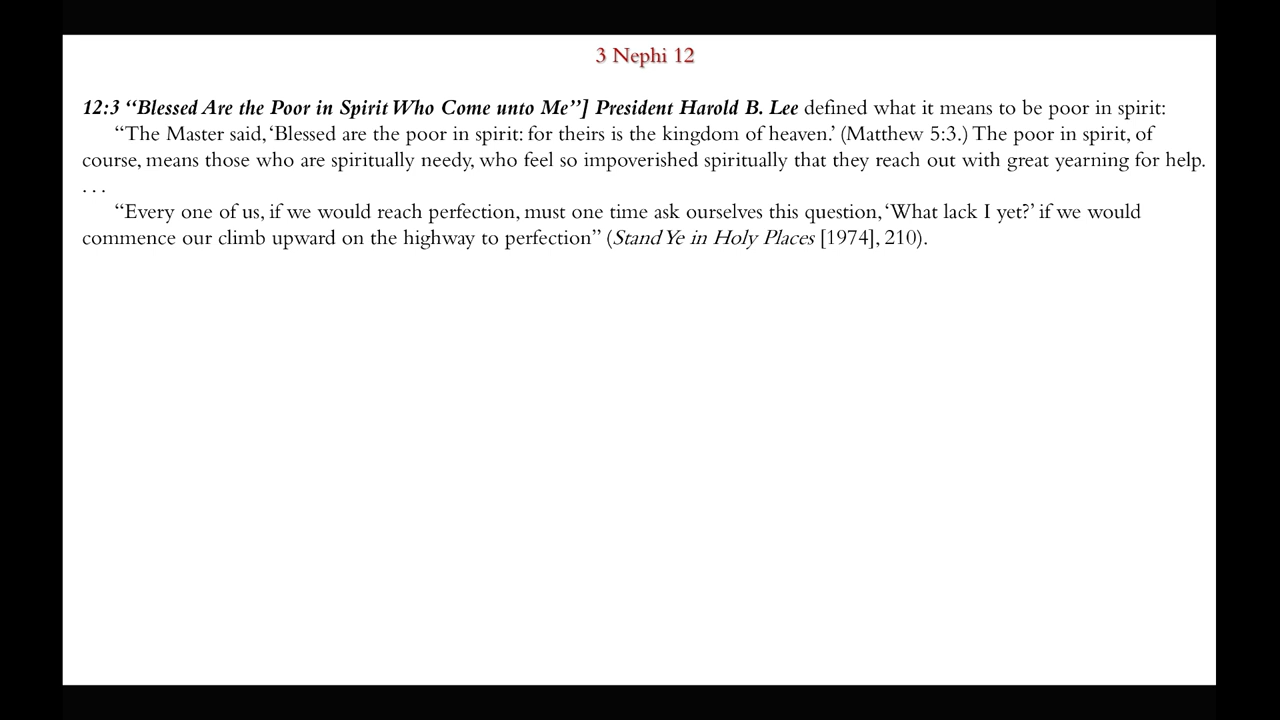 3 Nephi 12
12:3 “Blessed Are the Poor in Spirit Who Come unto Me”] President Harold B. Lee defined what it means to be poor in spirit:
“The Master said, ‘Blessed are the poor in spirit: for theirs is the kingdom of heaven.’ (Matthew 5:3.) The poor in spirit, of
course, means those who are spiritually needy, who feel so impoverished spiritually that they reach out with great yearning for help.
. . .
“Every one of us, if we would reach perfection, must one time ask ourselves this question, ‘What lack I yet?’ if we would
commence our climb upward on the highway to perfection” (Stand Ye in Holy Places [1974], 210).